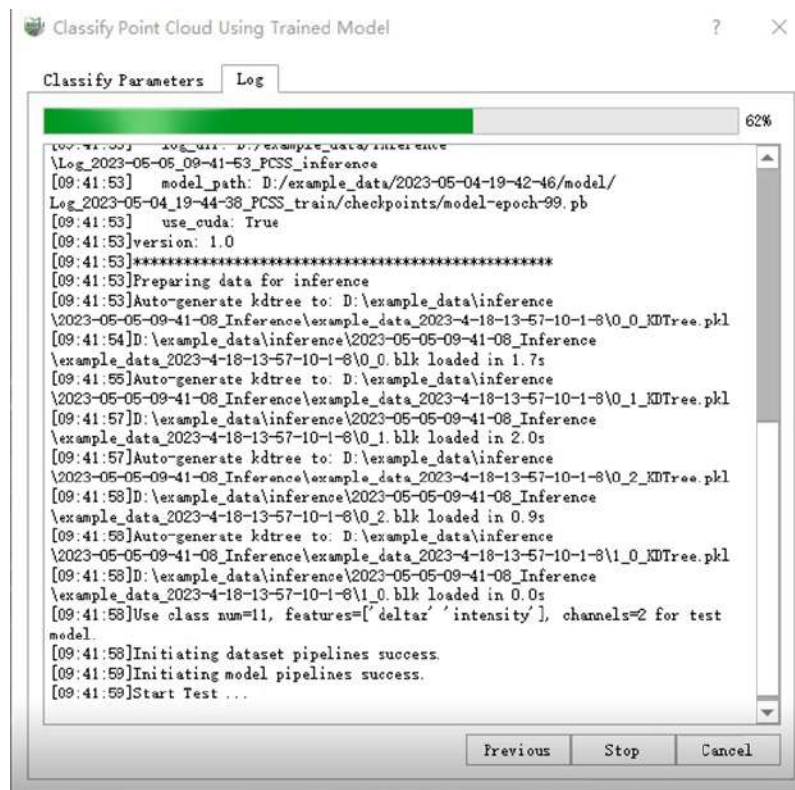 Classify Point Cloud Using Trained Model
Classify Parameters Log
62%
[09:41:53] log_dir: D:/example_data/inference
\Log_2023-05-05_09-41-53_PCSS_inference
[09:41:53] model_path: D:/example_data/2023-05-04-19-42-46/model/
Log_2023-05-04_19-44-38_PCSS_train/checkpoints/model-epoch-99.pb
[09:41:53] use_cuda: True
[09:41:53]version: 1.0
[09:41:53]**************************************************
[09:41:53]Preparing data for inference
[09:41:53]Auto-generate kdtree to: D:\example_data\inference
\2023-05-05-09-41-08_Inference\example_data_2023-4-18-13-57-10-1-8\0_0_KDTree.pkl
[09:41:54]D:\example_data\inference\2023-05-05-09-41-08_Inference
\example_data_2023-4-18-13-57-10-1-8\0_0.blk loaded in 1.7s
[09:41:55]Auto-generate kdtree to: D:\example_data\inference
\2023-05-05-09-41-08_Inference\example_data_2023-4-18-13-57-10-1-8\0_1_KDTree.pkl
[09:41:57]D:\example_data\inference\2023-05-05-09-41-08_Inference
\example_data_2023-4-18-13-57-10-1-8\0_1.blk loaded in 2.0s
[09:41:57]Auto-generate kdtree to: D:\example_data\inference
\2023-05-05-09-41-08_Inference\example_data_2023-4-18-13-57-10-1-8\0_2_KDTree.pkl
[09:41:58]D:\example_data\inference\2023-05-05-09-41-08_Inference
\example_data_2023-4-18-13-57-10-1-8\0_2.blk loaded in 0.9s
[09:41:58]Auto-generate kdtree to: D:\example_data\inference
\2023-05-05-09-41-08_Inference\example_data_2023-4-18-13-57-10-1-8\1_0_KDTree.pkl
[09:41:58]D:\example_data\inference\2023-05-05-09-41-08_Inference
\example_data_2023-4-18-13-57-10-1-8\1_0.blk loaded in 0.0s
[09:41:58]Use class num=11, features=['deltaz' 'intensity'], channels=2 for test
model.
[09:41:58]Initiating dataset pipelines success.
[09:41:59]Initiating model pipelines success.
[09:41:59]Start Test ...
Previous Stop Cancel